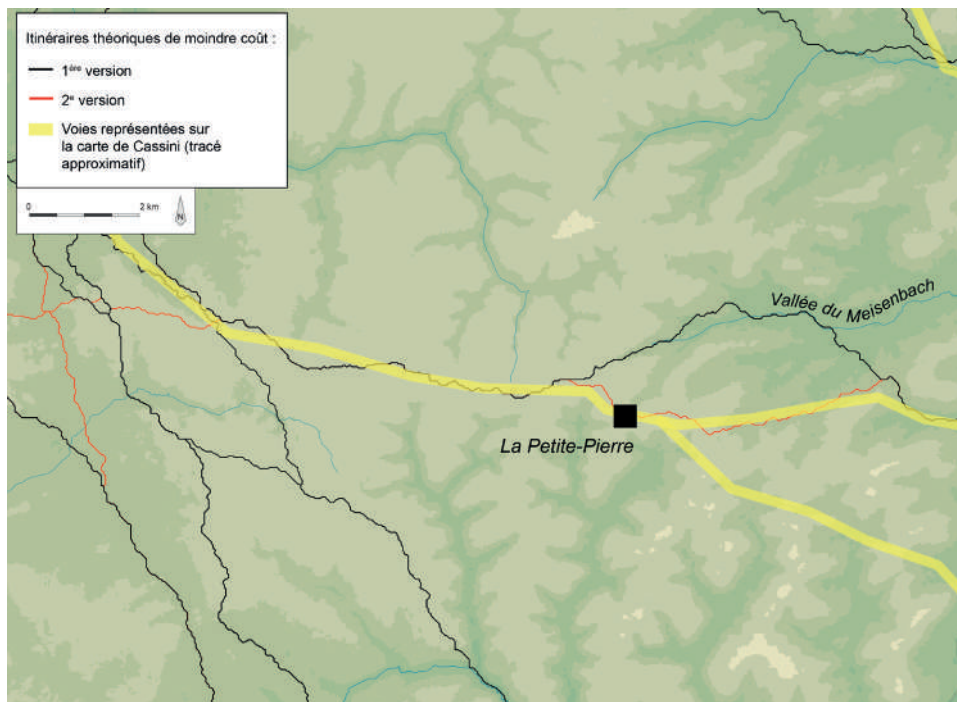 Itinéraires théoriques de moindre coût :
1ère version
2e version
Voies représentées sur
la carte de Cassini (tracé
approximatif)
0 2 km
N
Vallée du Meisenbach
La Petite-Pierre